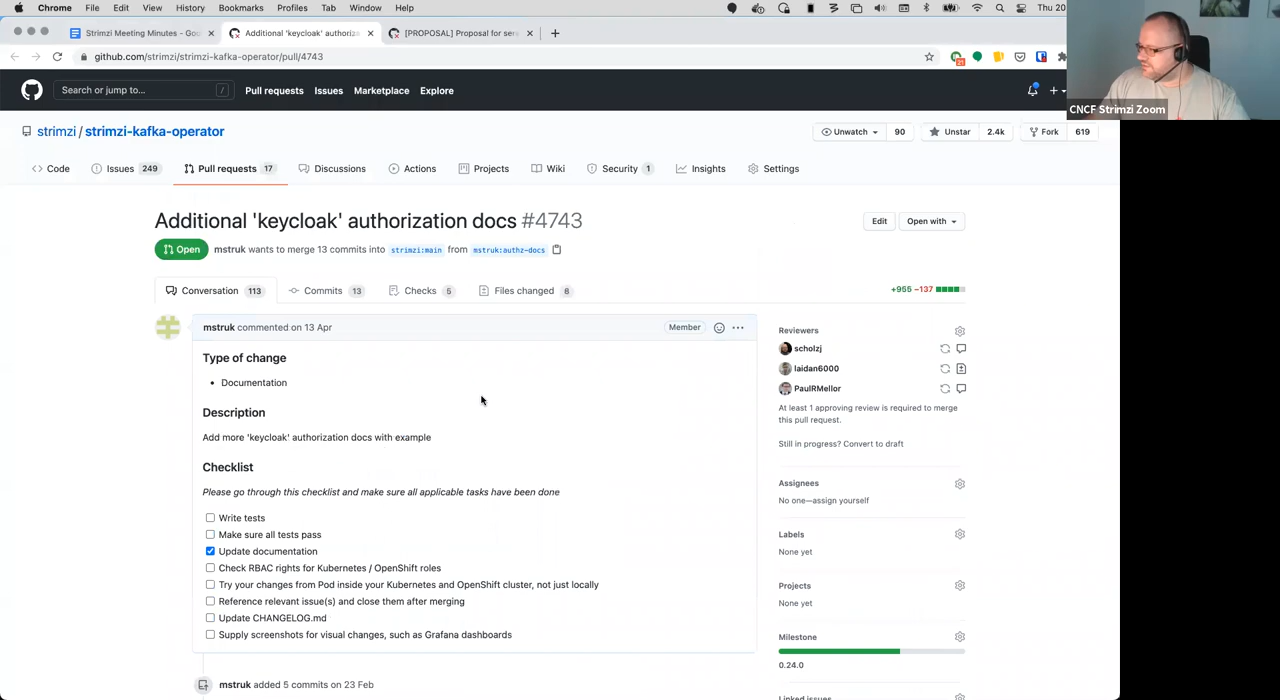 Chrome File Edit View History Bookmarks Profiles Tab Window Help Thu 20
Strimzi Meeting Minutes - Goo
Additional 'keycloak' authoriza
[PROPOSAL] Proposal for ser
github.com/strimzi/strimzi-kafka-operator/pull/4743
21
Search or jump to... /
Pull requests Issues Marketplace Explore
CNCF Strimzi Zoom
strimzi / strimzi-kafka-operator
Unwatch 90 Unstar 2.4k Fork 619
Code Issues 249 Pull requests 17 Discussions Actions Projects Wiki Security 1 Insights Settings
Additional 'keycloak' authorization docs #4743
Edit Open with
Open mstruk wants to merge 13 commits into strimzi:main from mstruk:authz-docs
Conversation 113 Commits 13 Checks 5 Files changed 6
+955 −137
mstruk commented on 13 Apr Member
Type of change
Documentation
Description
Add more 'keycloak' authorization docs with example
Checklist
Please go through this checklist and make sure all applicable tasks have been done
Write tests
Make sure all tests pass
Update documentation
Check RBAC rights for Kubernetes / OpenShift roles
Try your changes from Pod inside your Kubernetes and OpenShift cluster, not just locally
Reference relevant issue(s) and close them after merging
Update CHANGELOG.md
Supply screenshots for visual changes, such as Grafana dashboards
mstruk added 5 commits on 23 Feb
Reviewers
scholzj
laidan6000
PaulRMellor
At least 1 approving review is required to merge
this pull request.
Still in progress? Convert to draft
Assignees
No one—assign yourself
Labels
None yet
Projects
None yet
Milestone
0.24.0
Linked issues